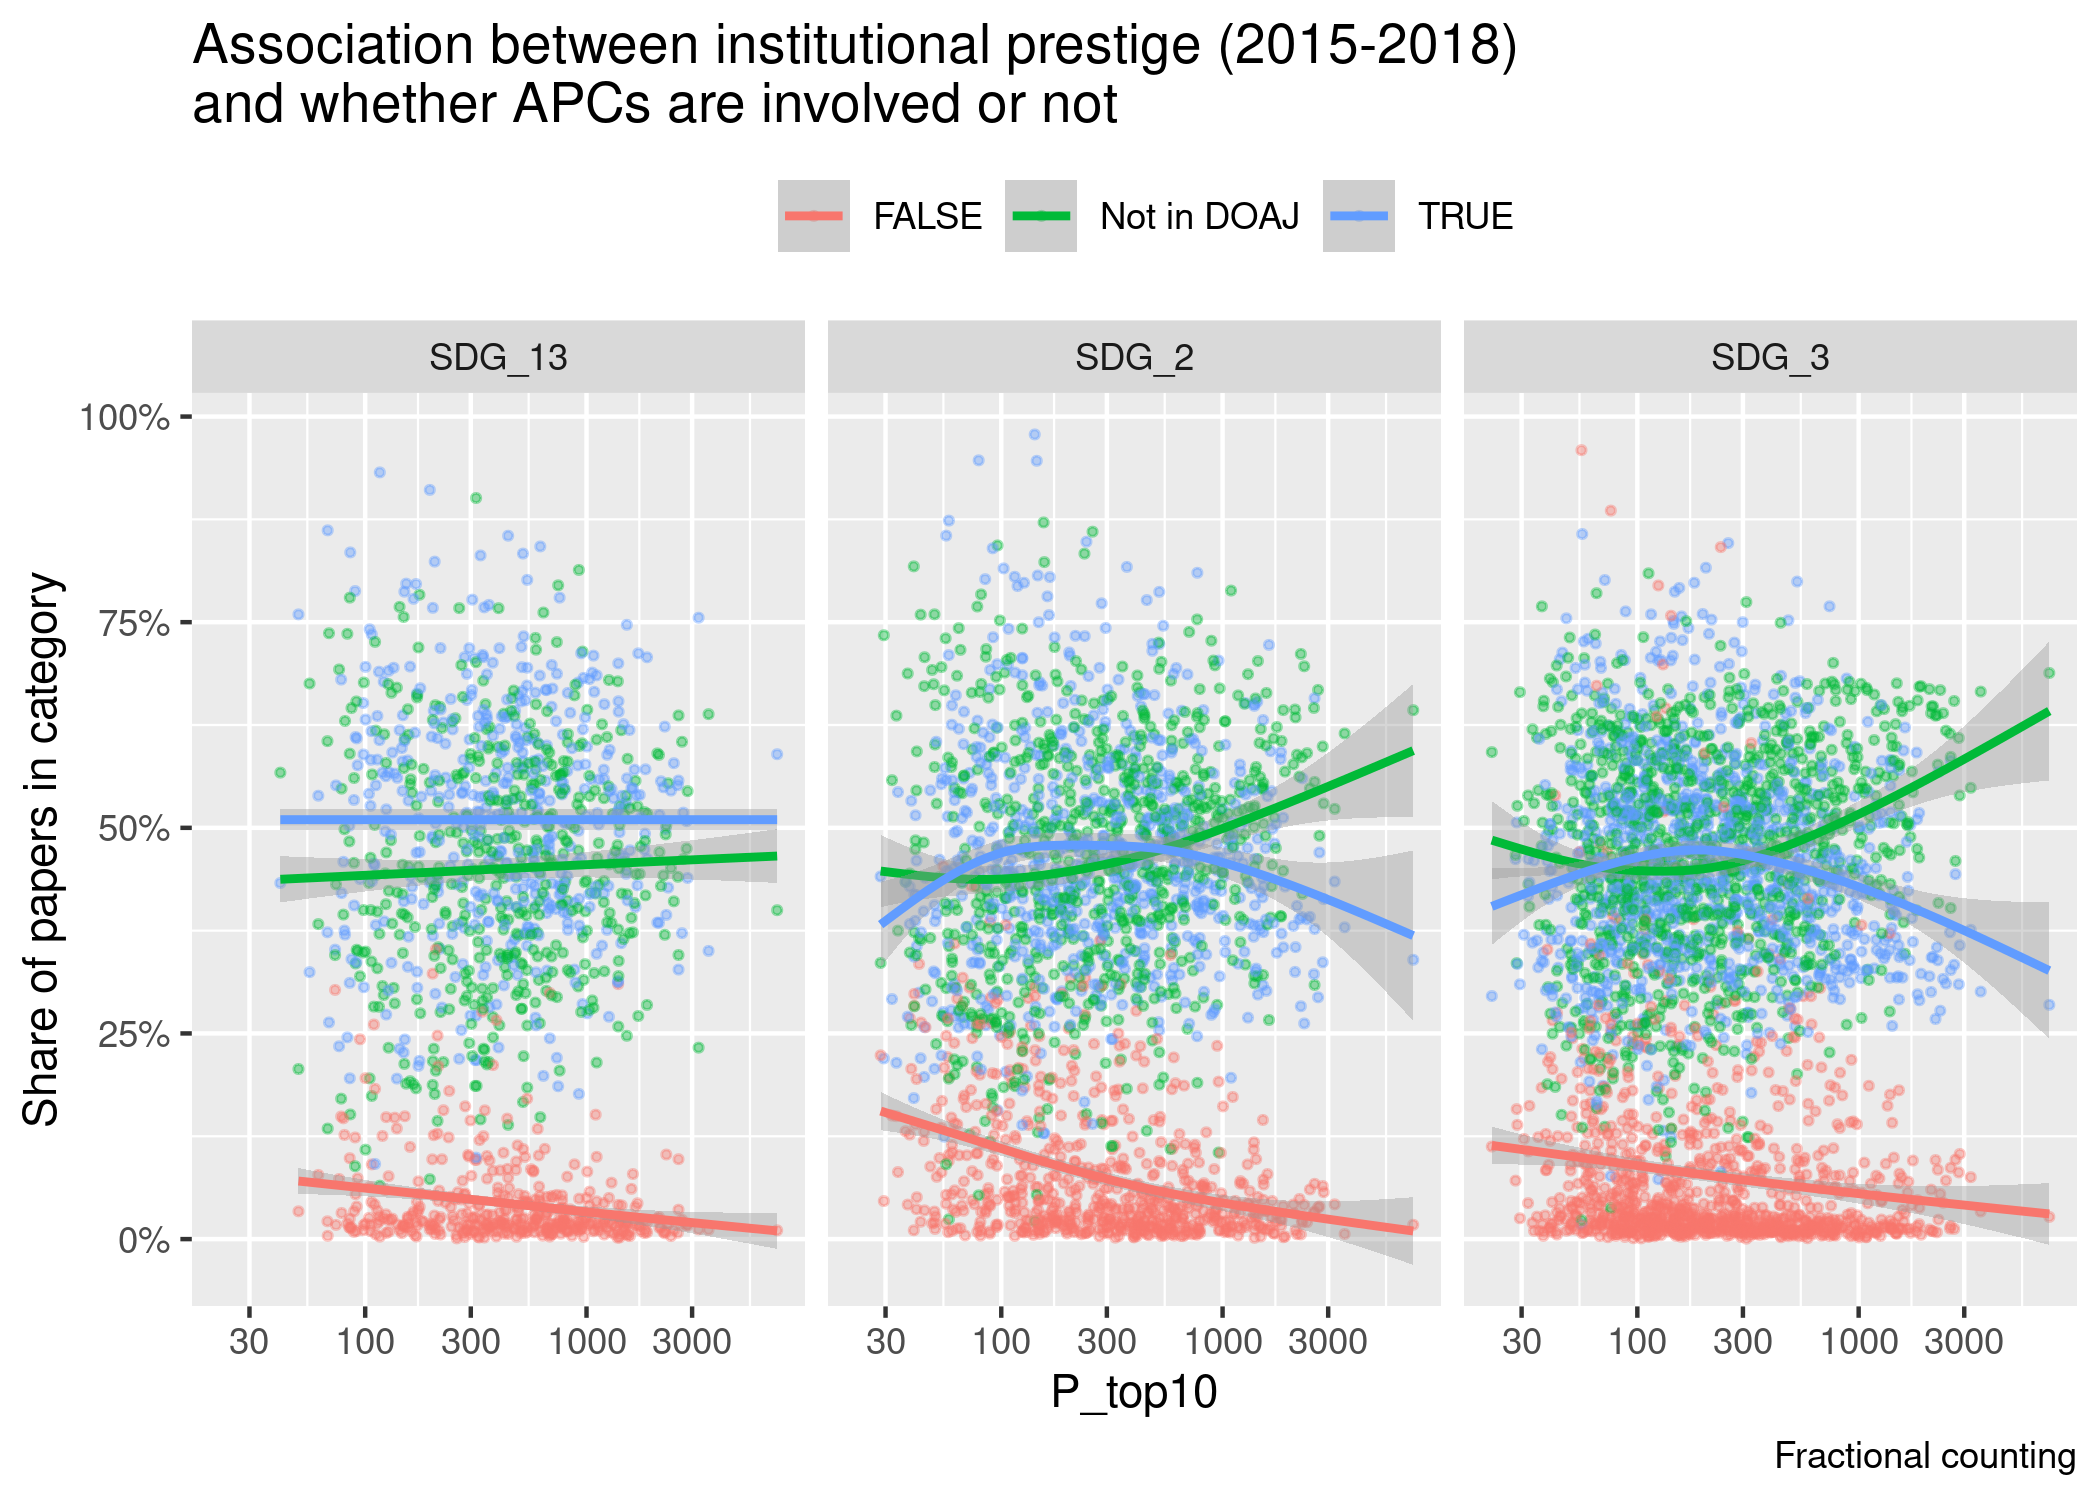 Association between institutional prestige (2015-2018)
and whether APCs are involved or not
FALSE Not in DOAJ TRUE
SDG_13 SDG_2 SDG_3
Share of papers in category
100%
75%
50%
25%
0%
30 100 300 1000 3000 30 100 300 1000 3000 30 100 300 1000 3000
P_top10
Fractional counting